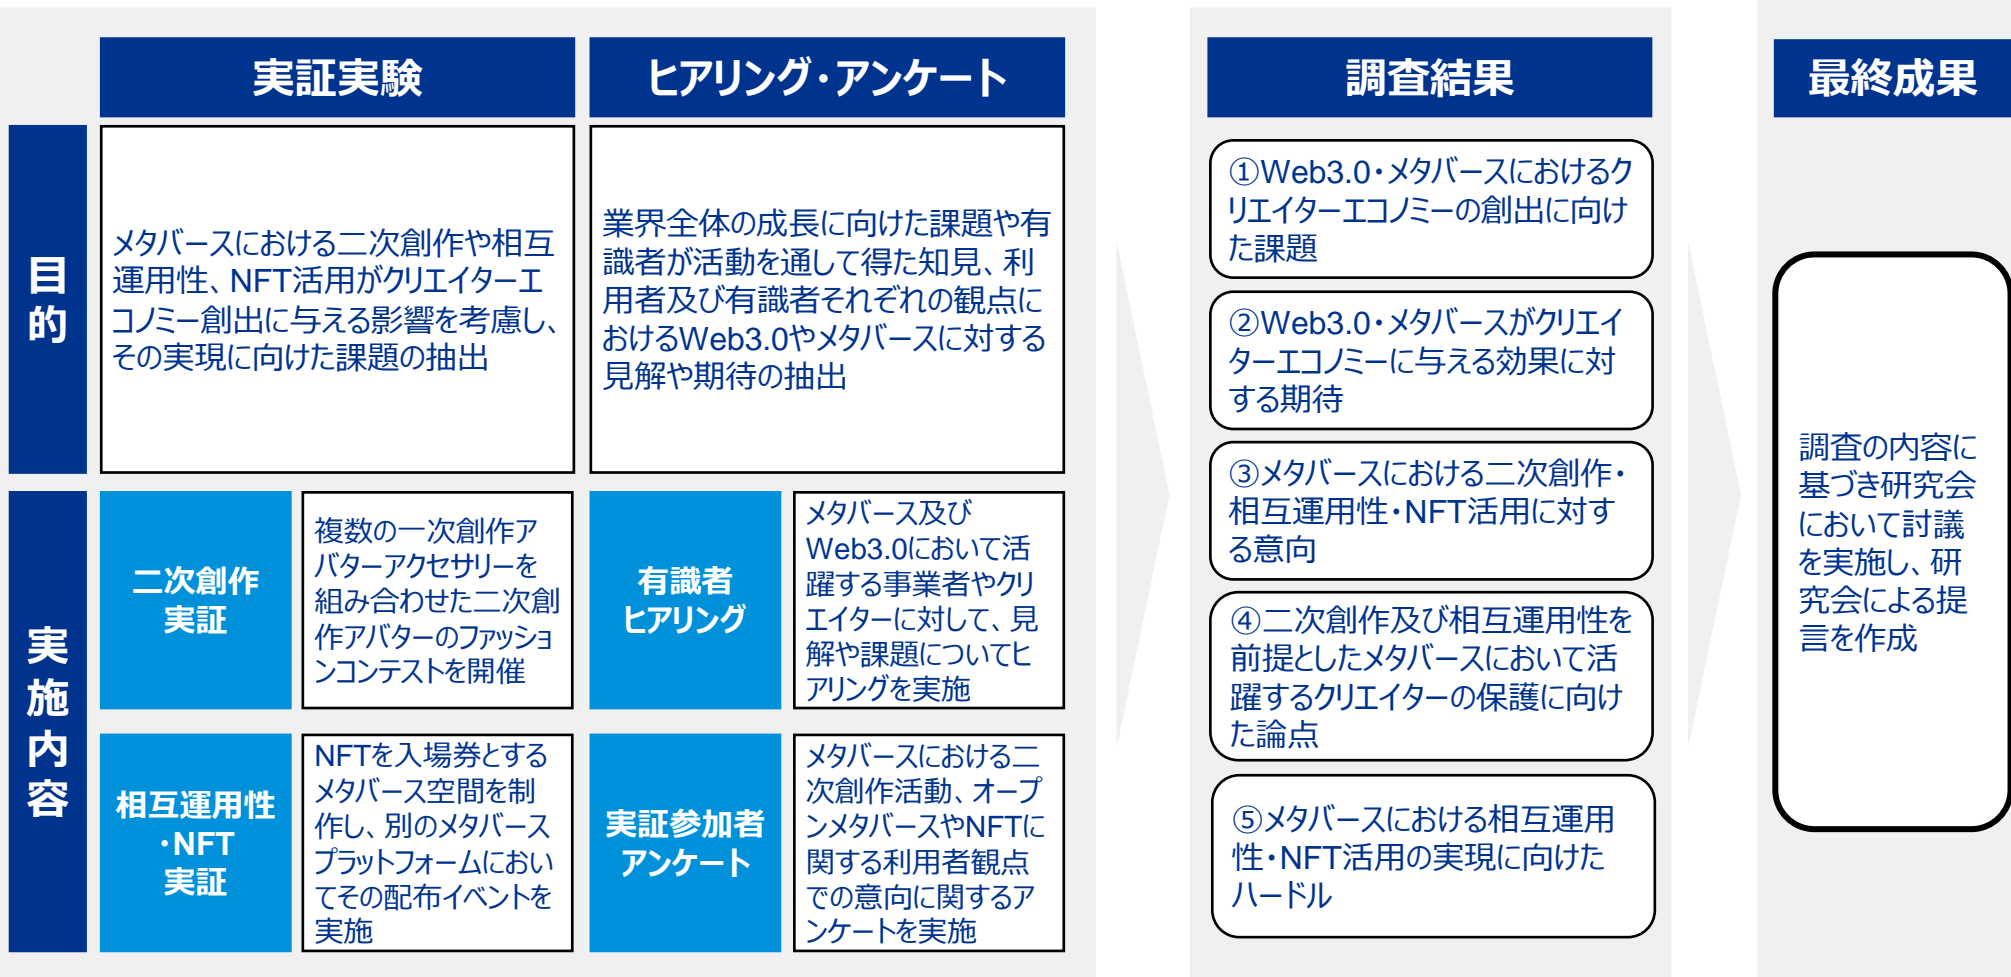 実証実験
ヒアリング・アンケート
目
的
メタバースにおける二次創作や相互
運用性、NFT活用がクリエイターエ
コノミー創出に与える影響を考慮し、
その実現に向けた課題の抽出
業界全体の成長に向けた課題や有
識者が活動を通して得た知見、利
用者及び有識者それぞれの観点に
おけるWeb3.0やメタバースに対する
見解や期待の抽出
実
施
内
容
二次創作
実証
複数の一次創作ア
バターアクセサリーを
組み合わせた二次創
作アバターのファッショ
ンコンテストを開催
有識者
ヒアリング
メタバース及び
Web3.0において活
躍する事業者やクリ
エイターに対して、見
解や課題についてヒ
アリングを実施
相互運用性
・NFT
実証
NFTを入場券とする
メタバース空間を制
作し、別のメタバース
プラットフォームにおい
てその配布イベントを
実施
実証参加者
アンケート
メタバースにおける二
次創作活動、オープ
ンメタバースやNFTに
関する利用者観点
での意向に関するア
ンケートを実施
調査結果
①Web3.0・メタバースにおけるク
リエイターエコノミーの創出に向け
た課題
②Web3.0・メタバースがクリエイ
ターエコノミーに与える効果に対
する期待
③メタバースにおける二次創作・
相互運用性・NFT活用に対す
る意向
④二次創作及び相互運用性を
前提としたメタバースにおいて活
躍するクリエイターの保護に向け
た論点
⑤メタバースにおける相互運用
性・NFT活用の実現に向けた
ハードル
最終成果
調査の内容に
基づき研究会
において討議
を実施し、研
究会による提
言を作成